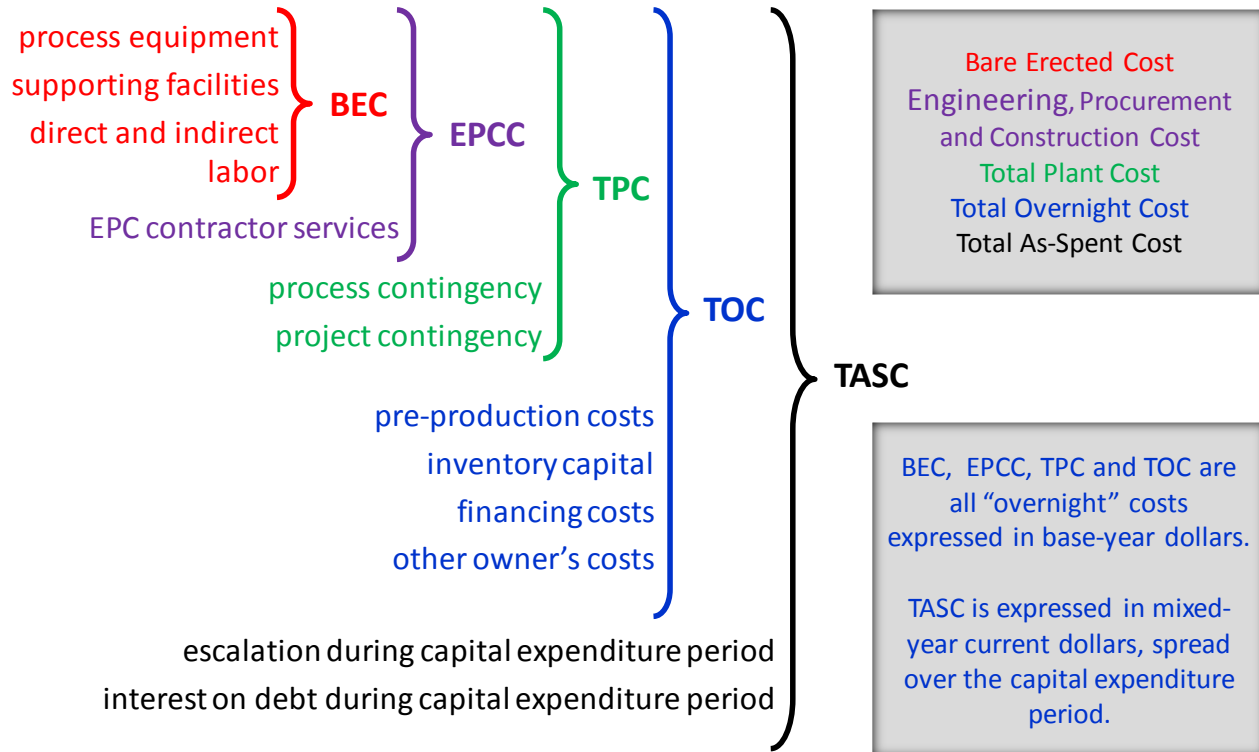 process equipment
supporting facilities
direct and indirect
labor
BEC
EPC contractor services
EPCC
process contingency
project contingency
TPC
pre-production costs
inventory capital
financing costs
other owner's costs
TOC
escalation during capital expenditure period
interest on debt during capital expenditure period
TASC
Bare Erected Cost
Engineering, Procurement
and Construction Cost
Total Plant Cost
Total Overnight Cost
Total As-Spent Cost
BEC, EPCC, TPC and TOC are
all “overnight” costs
expressed in base-year dollars.
TASC is expressed in mixed-
year current dollars, spread
over the capital expenditure
period.